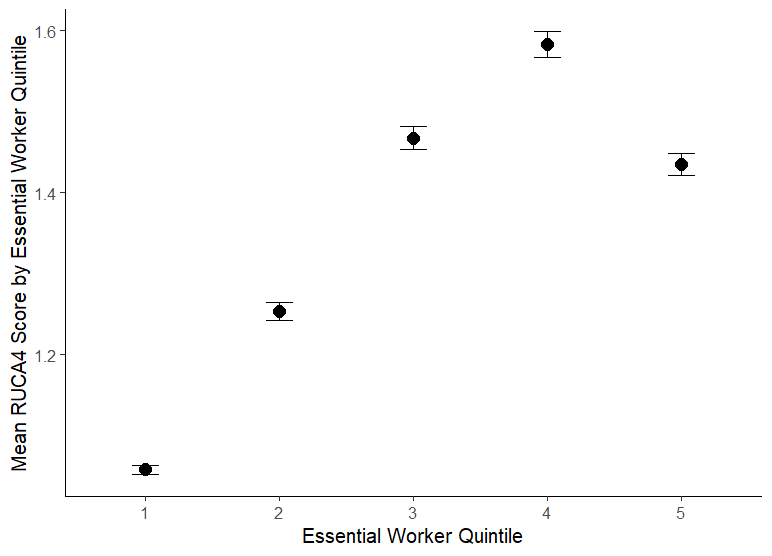 Mean RUCA4 Score by Essential Worker Quintile
1.6
1.4
1.2
1 2 3 4 5
Essential Worker Quintile